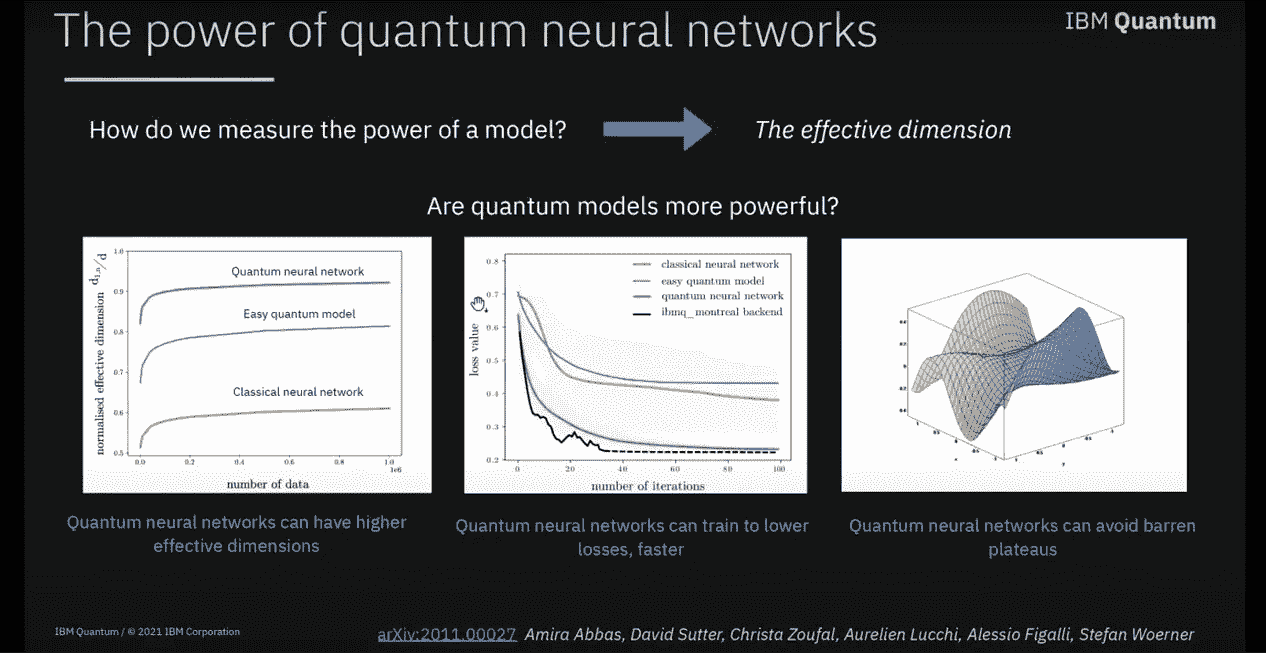 The power of quantum neural networks
IBM Quantum
How do we measure the power of a model?
The effective dimension
Are quantum models more powerful?
normalised effective dimension d₁,ₙ/d
1.0
0.9
0.8
0.7
0.6
0.5
Quantum neural network
Easy quantum model
Classical neural network
0.0 0.2 0.4 0.6 0.8 1.0
1e6
number of data
loss value
0.8
0.7
0.6
0.5
0.4
0.3
0.2
classical neural network
easy quantum model
quantum neural network
ibmq_montreal backend
0 20 40 60 80 100
number of iterations
Quantum neural networks can have higher
effective dimensions
Quantum neural networks can train to lower
losses, faster
Quantum neural networks can avoid barren
plateaus
IBM Quantum / © 2021 IBM Corporation
arXiv:2011.00027 Amira Abbas, David Sutter, Christa Zoufal, Aurelien Lucchi, Alessio Figalli, Stefan Woerner